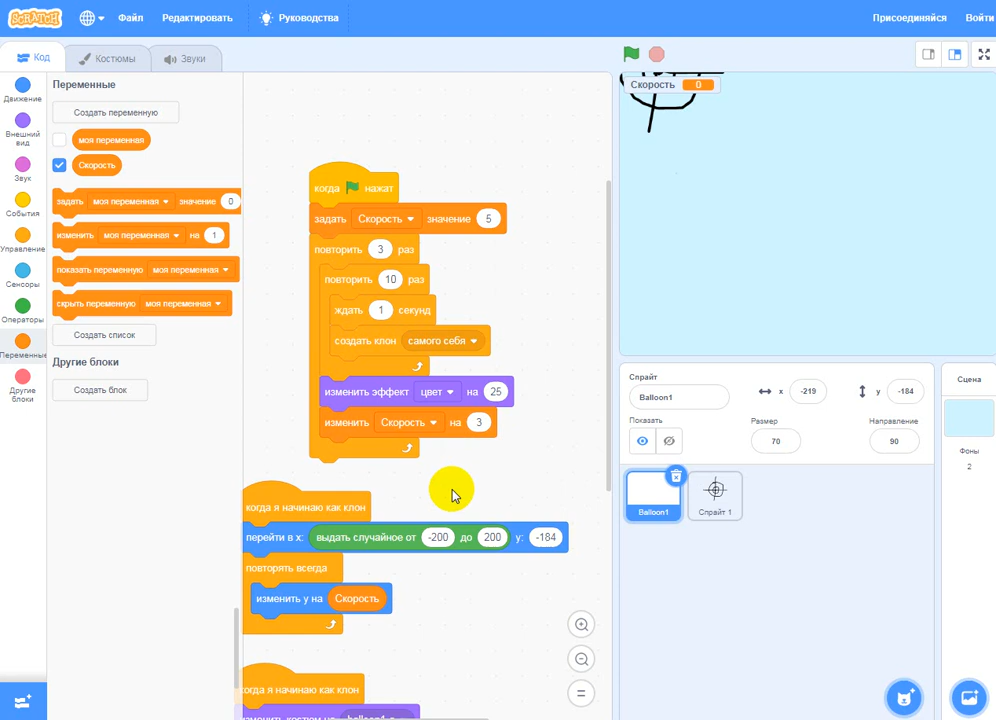 SCRATCH Файл Редактировать Руководства Присоединяйся Войти
Код Костюмы Звуки
Движение
Внешний вид
Звук
События
Управление
Сенсоры
Операторы
Переменные
Другие блоки
Переменные
Создать переменную
моя переменная
Скорость
задать моя переменная значение 0
изменить моя переменная на 1
показать переменную моя переменная
скрыть переменную моя переменная
Создать список
Другие блоки
Создать блок
когда нажат
задать Скорость значение 5
повторить 3 раз
повторить 10 раз
ждать 1 секунд
создать клон самого себя
изменить эффект цвет на 25
изменить Скорость на 3
когда я начинаю как клон
перейти в x: выдать случайное от -200 до 200 y: -184
повторять всегда
изменить y на Скорость
когда я начинаю как клон
изменить костюм на
Скорость 0
Спрайт
Balloon1 x -219 y -184
Показать Размер Направление
70 90
Balloon1 Спрайт 1
Сцена
Фоны
2